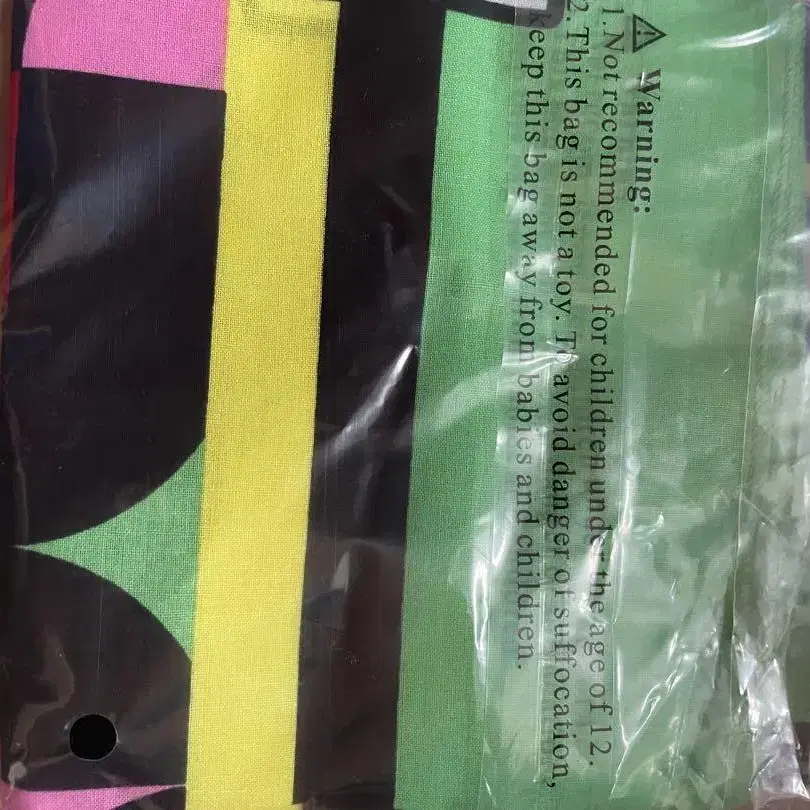 ⚠ Warning:
1. Not recommended for children under the age of 12.
2. This bag is not a toy. To avoid danger of suffocation,
keep this bag away from babies and children.